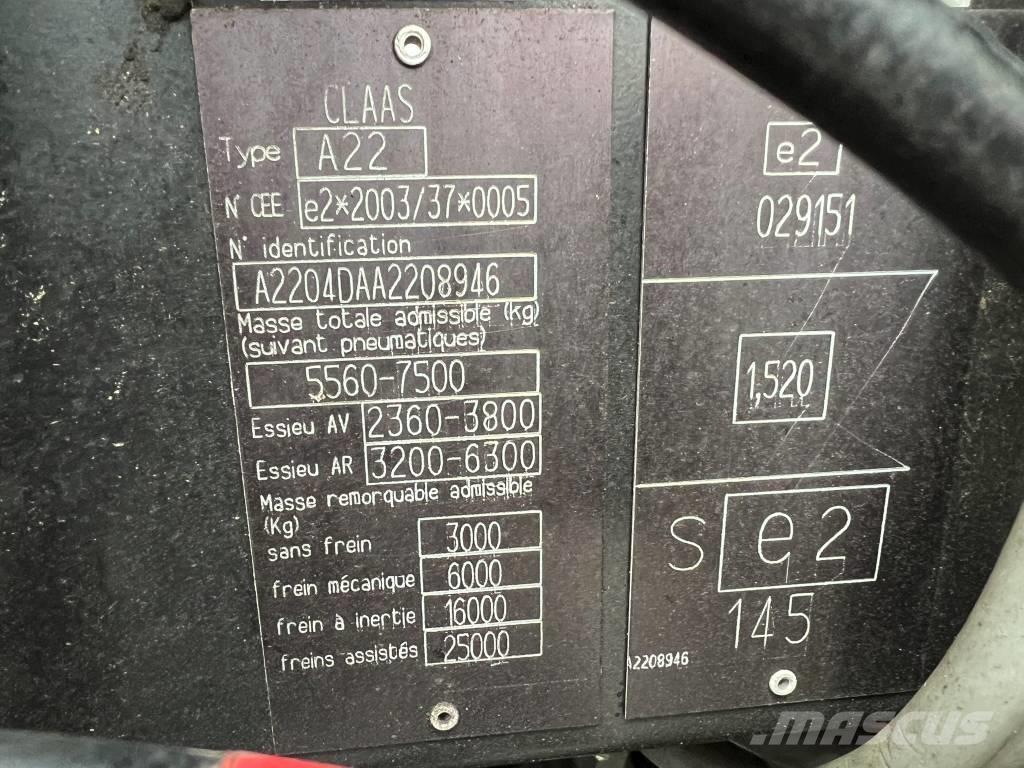 CLAAS
Type A22
N° CEE e2*2003/37*0005
N° identification
A2204DAA2208946
Masse totale admissible (kg)
(suivant pneumatiques)
5560-7500
Essieu AV 2360-3800
Essieu AR 3200-6300
Masse remorquable admissible
(Kg)
sans frein 3000
frein mécanique 6000
frein à inertie 16000
freins assistés 25000
e2
029151
1,520
S e2
145
A2208946
MASCUS